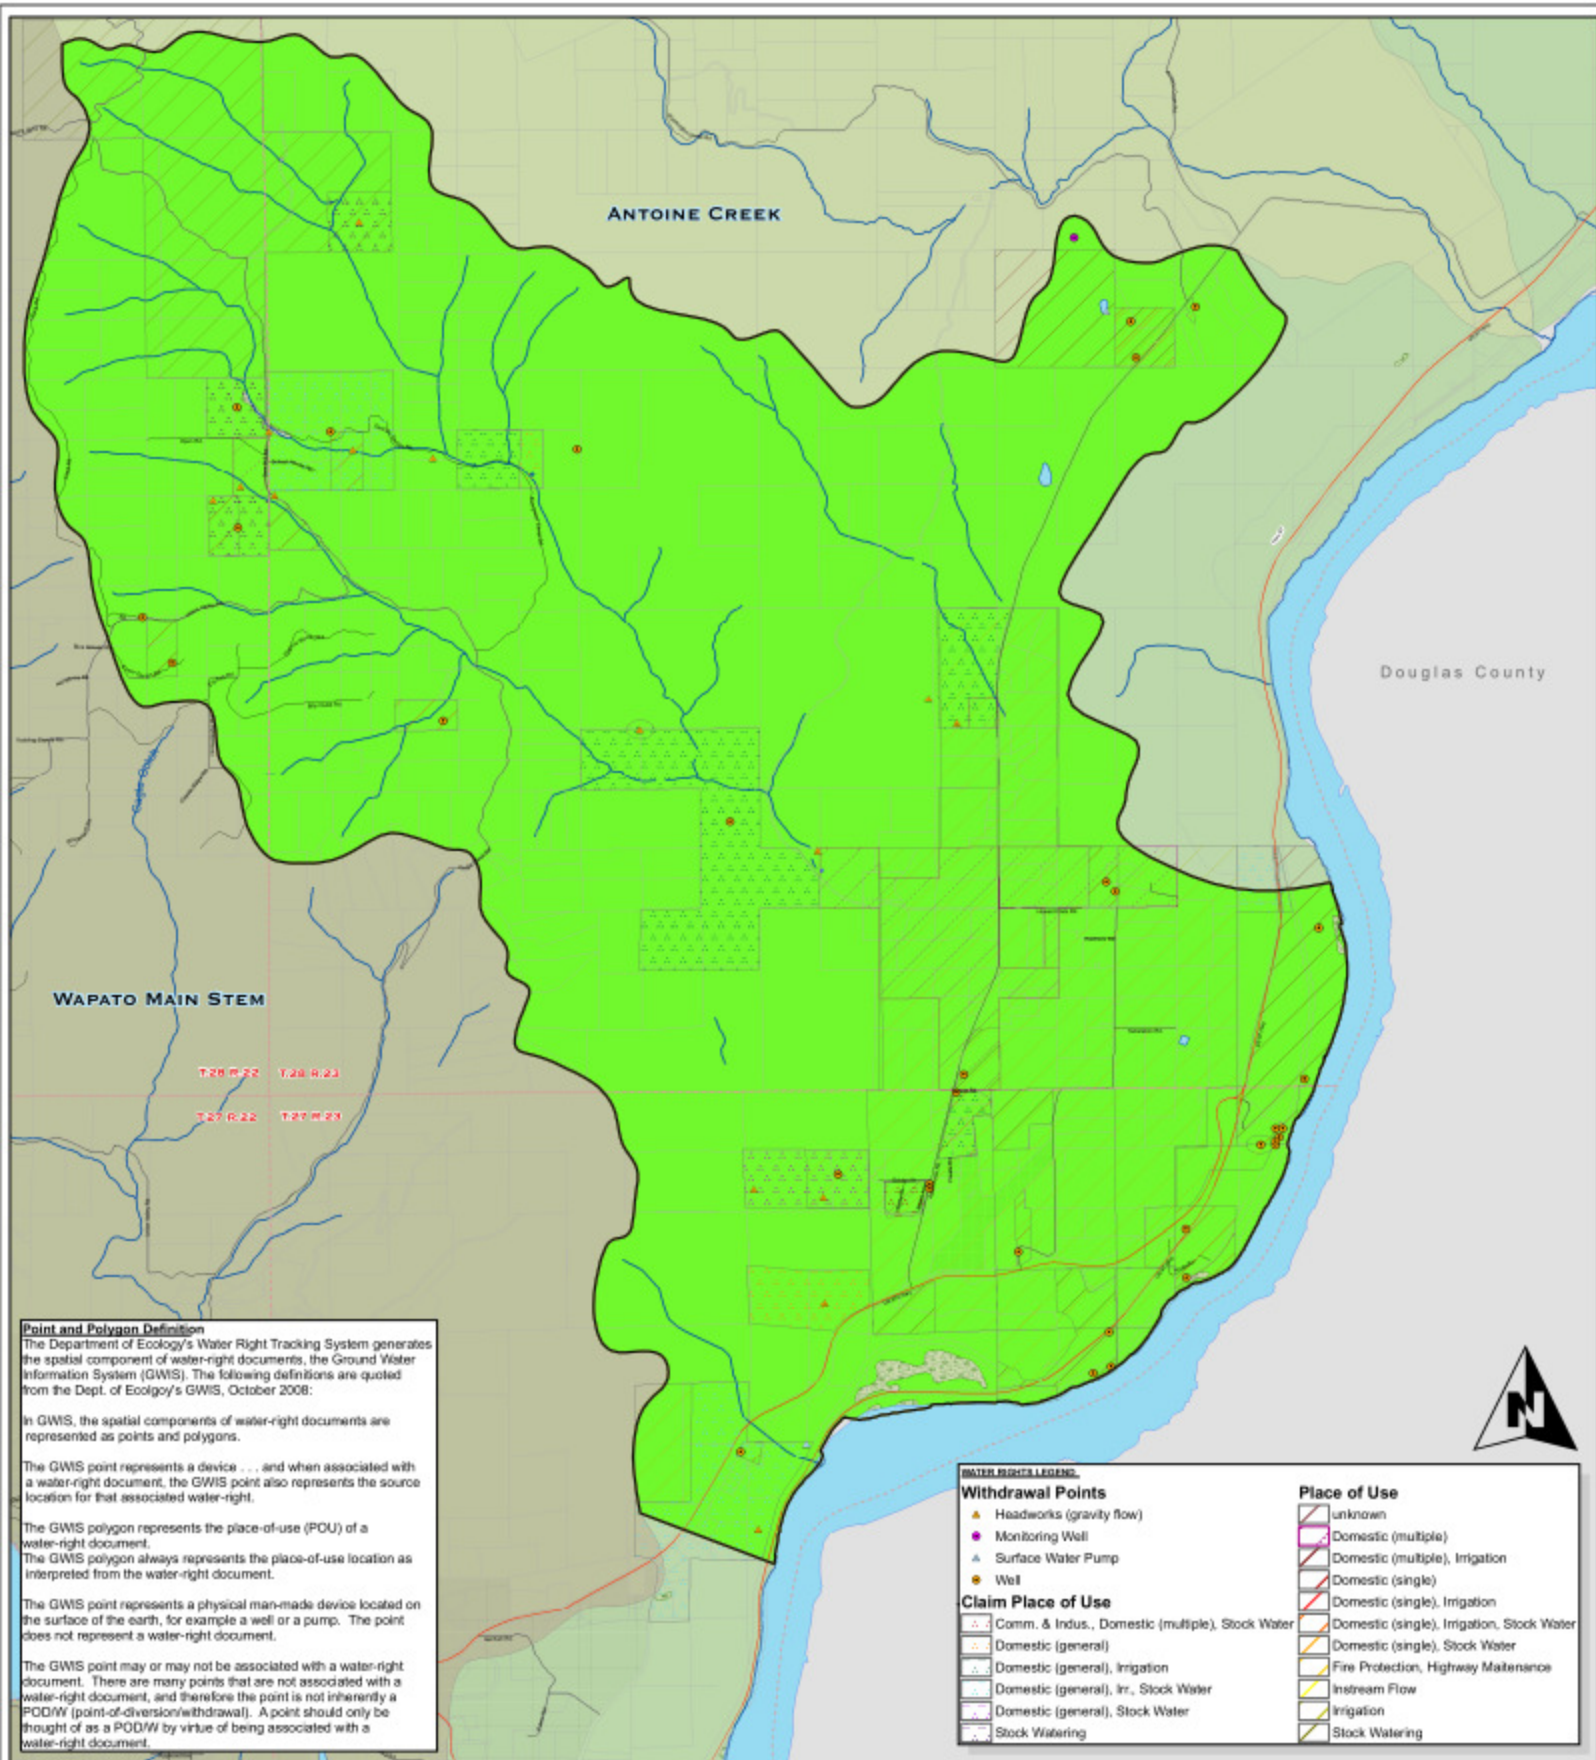 ANTOINE CREEK
Douglas County
WAPATO MAIN STEM
T.28 R.22 T.28 R.23
T.27 R.22 T.27 R.23
Point and Polygon Definition
The Department of Ecology's Water Right Tracking System generates
the spatial component of water-right documents, the Ground Water
Information System (GWIS). The following definitions are quoted
from the Dept. of Ecolgoy's GWIS, October 2008:
In GWIS, the spatial components of water-right documents are
represented as points and polygons.
The GWIS point represents a device . . . and when associated with
a water-right document, the GWIS point also represents the source
location for that associated water-right.
The GWIS polygon represents the place-of-use (POU) of a
water-right document.
The GWIS polygon always represents the place-of-use location as
interpreted from the water-right document.
The GWIS point represents a physical man-made device located on
the surface of the earth, for example a well or a pump. The point
does not represent a water-right document.
The GWIS point may or may not be associated with a water-right
document. There are many points that are not associated with a
water-right document, and therefore the point is not inherently a
POD/W (point-of-diversion/withdrawal). A point should only be
thought of as a POD/W by virtue of being associated with a
water-right document.
N
WATER RIGHTS LEGEND
Withdrawal Points
Headworks (gravity flow)
Monitoring Well
Surface Water Pump
Well
Claim Place of Use
Comm. & Indus., Domestic (multiple), Stock Water
Domestic (general)
Domestic (general), Irrigation
Domestic (general), Irr., Stock Water
Domestic (general), Stock Water
Stock Watering
Place of Use
unknown
Domestic (multiple)
Domestic (multiple), Irrigation
Domestic (single)
Domestic (single), Irrigation
Domestic (single), Irrigation, Stock Water
Domestic (single), Stock Water
Fire Protection, Highway Maitenance
Instream Flow
Irrigation
Stock Watering